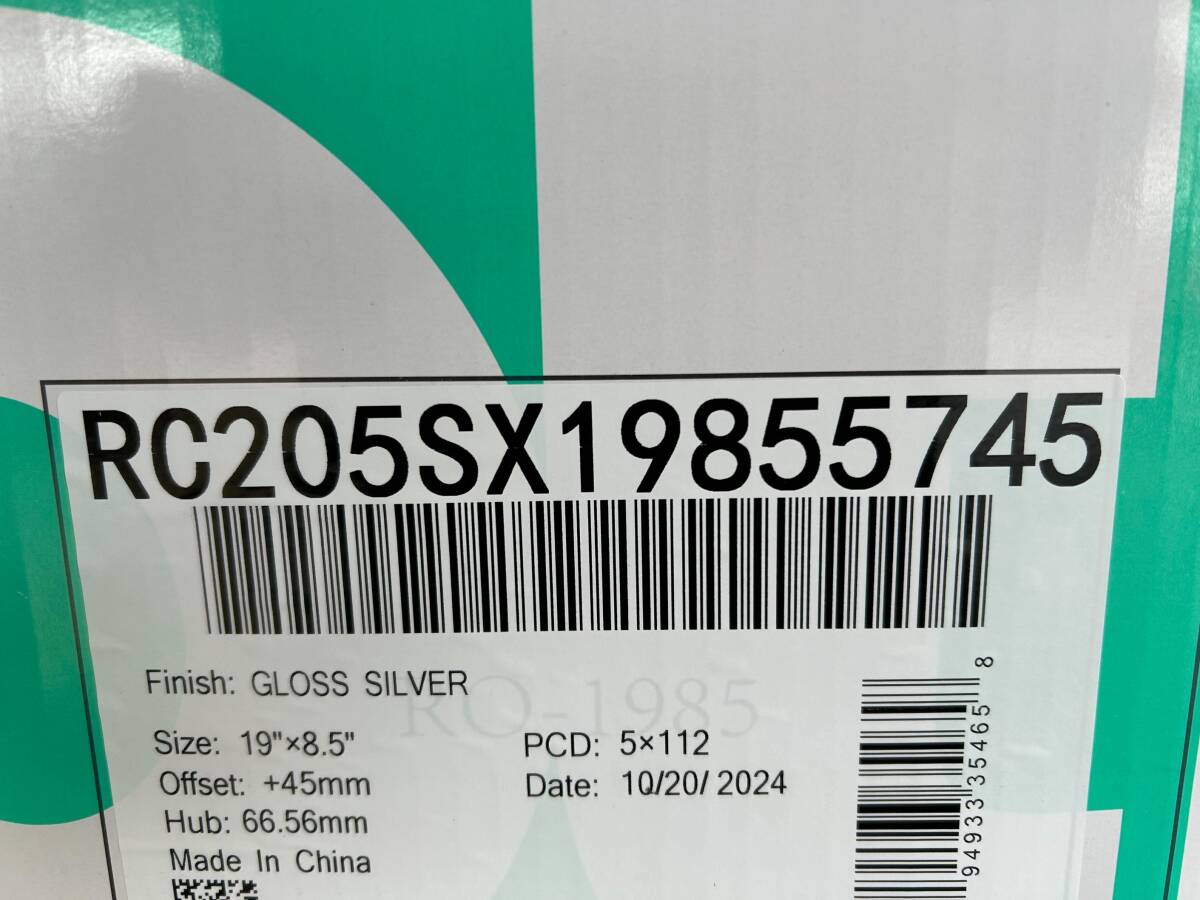 RC205SX19855745
Finish: GLOSS SILVER
RO-1985
Size: 19"×8.5"
PCD: 5×112
Offset: +45mm
Date: 10/20/2024
Hub: 66.56mm
Made In China
94933 35465 8